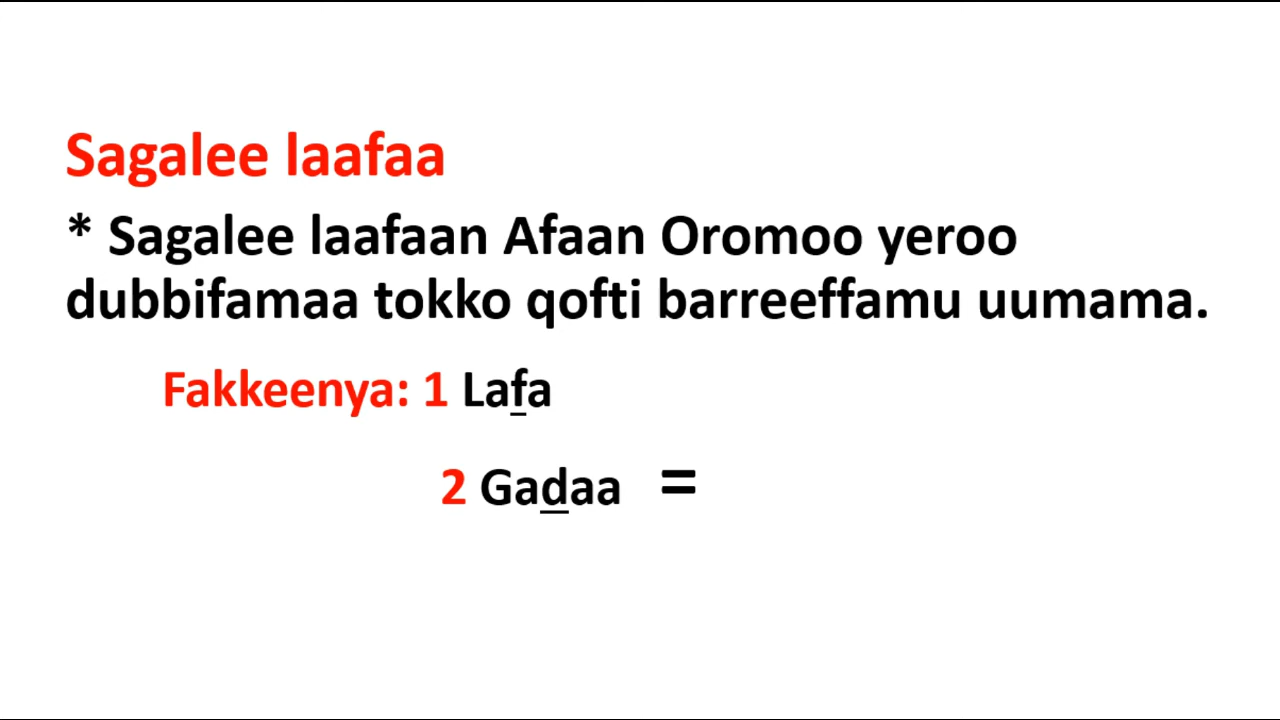 Sagalee laafaa
* Sagalee laafaan Afaan Oromoo yeroo
dubbifamaa tokko qofti barreeffamu uumama.
Fakkeenya: 1 Lafa
2 Gadaa =